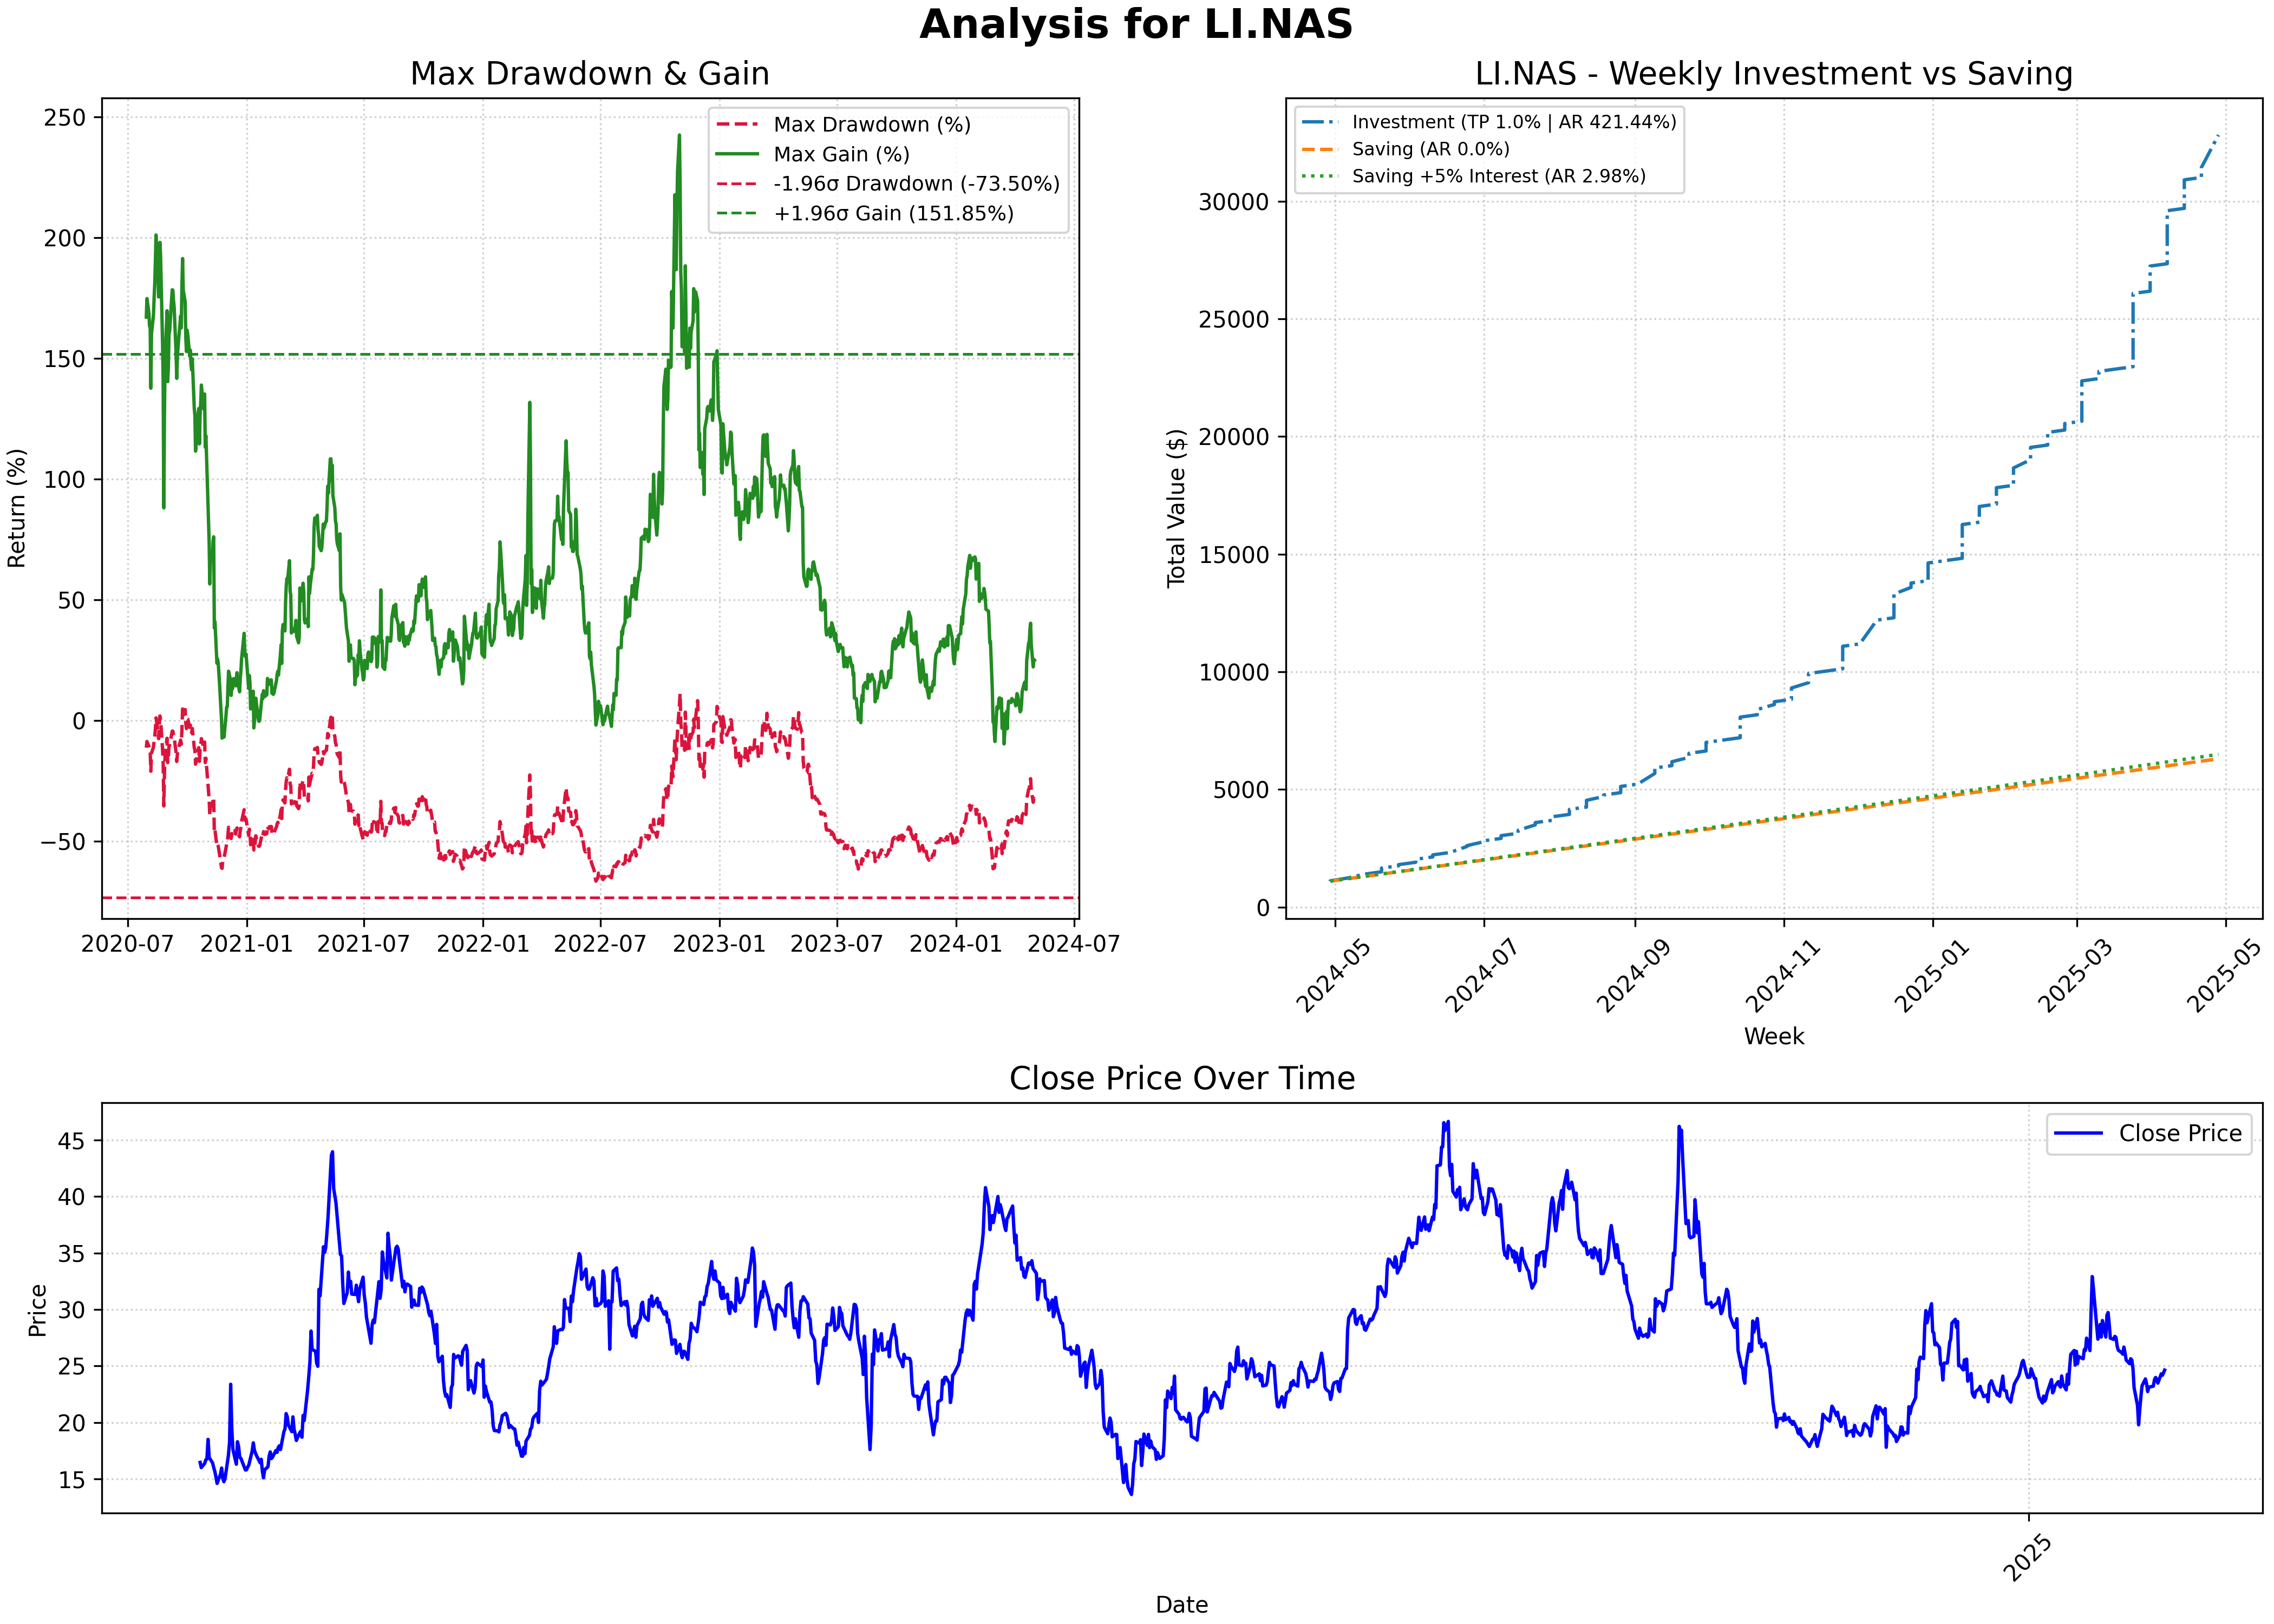 Analysis for LI.NAS
Max Drawdown & Gain
Return (%)
250
200
150
100
50
0
−50
Max Drawdown (%)
Max Gain (%)
-1.96σ Drawdown (-73.50%)
+1.96σ Gain (151.85%)
2020-07
2021-01
2021-07
2022-01
2022-07
2023-01
2023-07
2024-01
2024-07
LI.NAS - Weekly Investment vs Saving
Total Value ($)
30000
25000
20000
15000
10000
5000
0
Investment (TP 1.0% | AR 421.44%)
Saving (AR 0.0%)
Saving +5% Interest (AR 2.98%)
2024-05
2024-07
2024-09
2024-11
2025-01
2025-03
2025-05
Week
Close Price Over Time
Price
45
40
35
30
25
20
15
Close Price
2025
Date